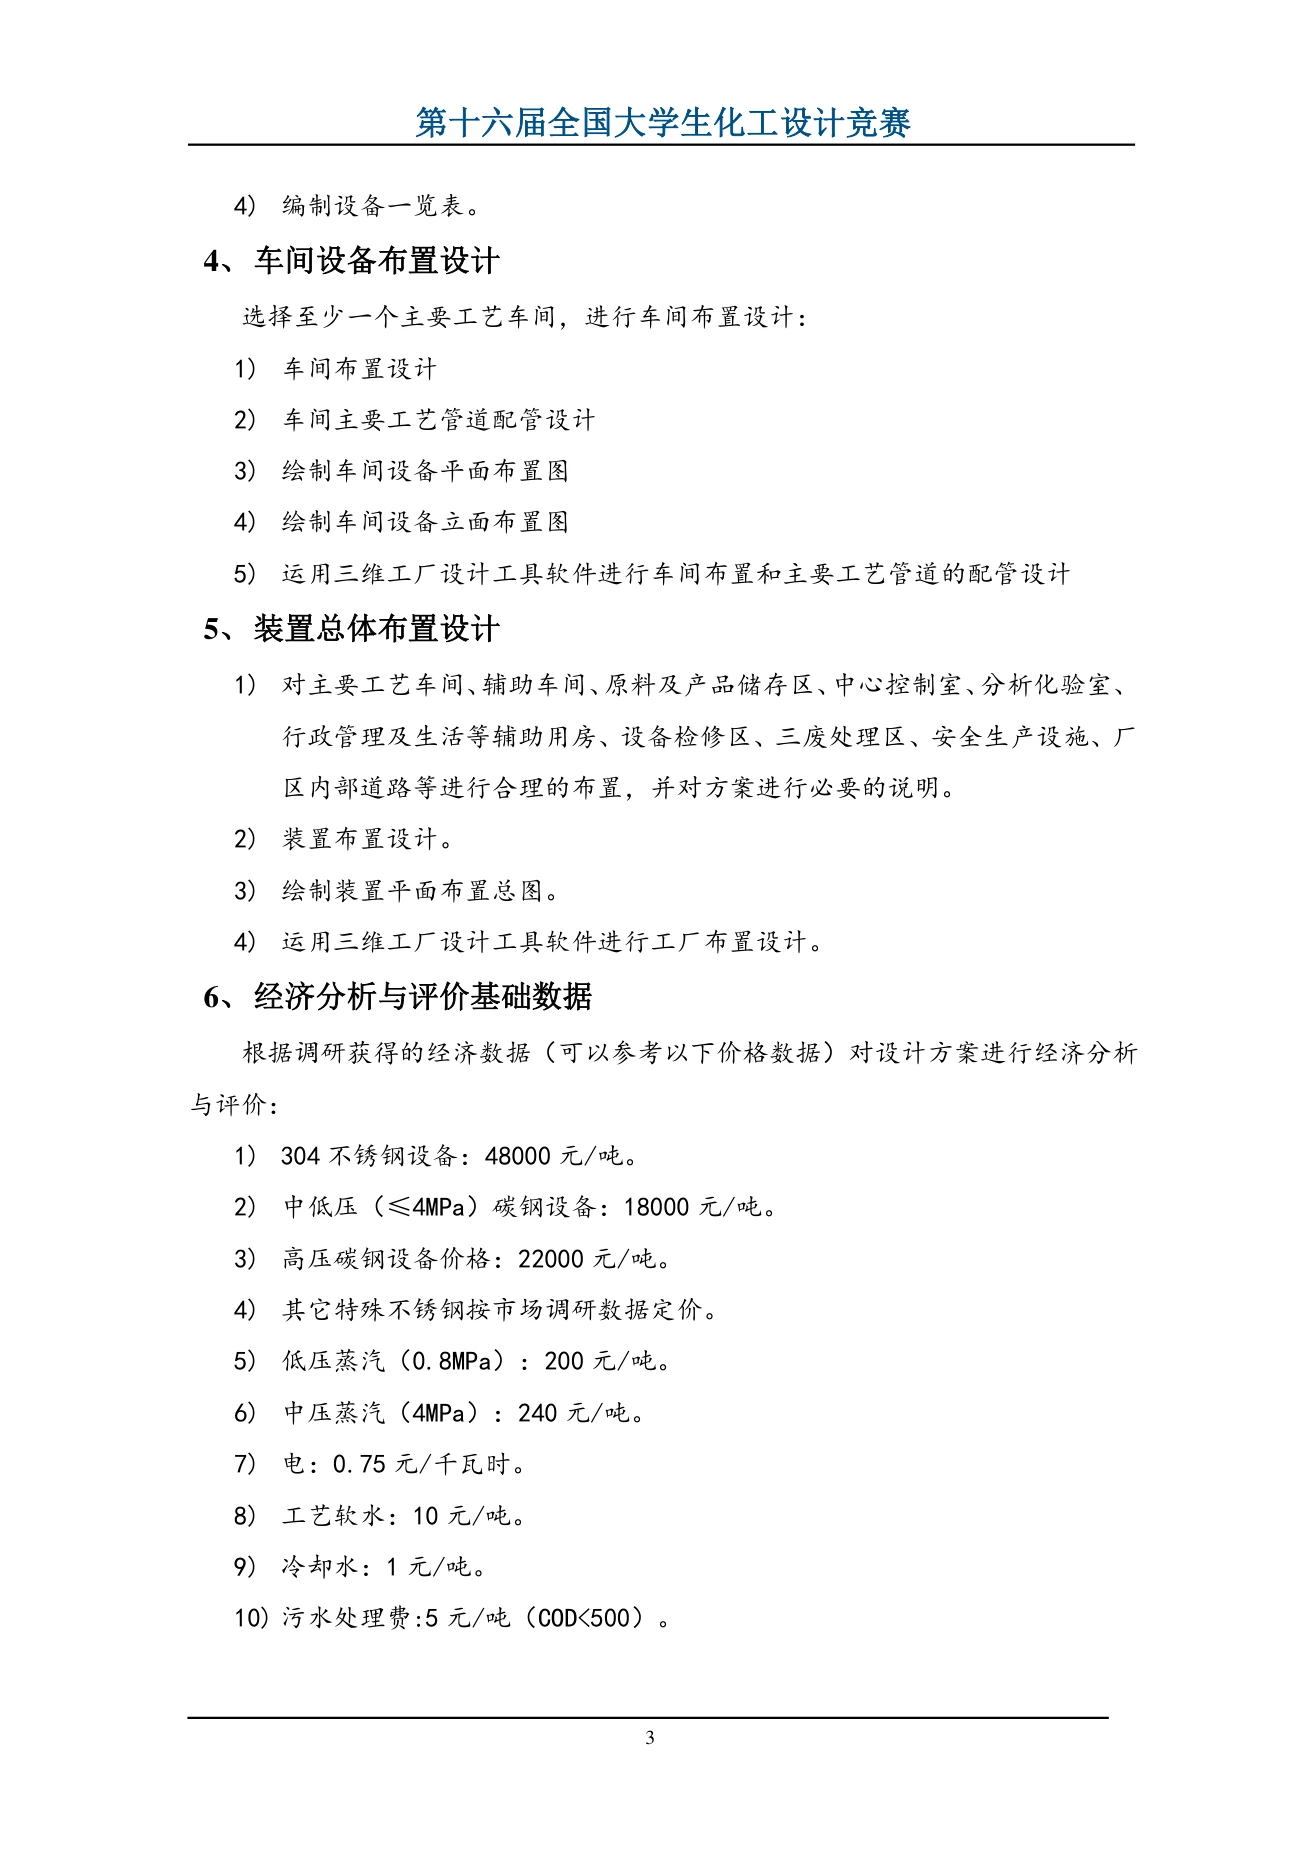 第十六届全国大学生化工设计竞赛
4） 编制设备一览表。
4、 车间设备布置设计
选择至少一个主要工艺车间，进行车间布置设计：
1） 车间布置设计
2） 车间主要工艺管道配管设计
3） 绘制车间设备平面布置图
4） 绘制车间设备立面布置图
5） 运用三维工厂设计工具软件进行车间布置和主要工艺管道的配管设计
5、 装置总体布置设计
1） 对主要工艺车间、辅助车间、原料及产品储存区、中心控制室、分析化验室、
行政管理及生活等辅助用房、设备检修区、三废处理区、安全生产设施、厂
区内部道路等进行合理的布置，并对方案进行必要的说明。
2） 装置布置设计。
3） 绘制装置平面布置总图。
4） 运用三维工厂设计工具软件进行工厂布置设计。
6、 经济分析与评价基础数据
根据调研获得的经济数据（可以参考以下价格数据）对设计方案进行经济分析
与评价：
1） 304 不锈钢设备：48000 元/吨。
2） 中低压（≤4MPa）碳钢设备：18000 元/吨。
3） 高压碳钢设备价格：22000 元/吨。
4） 其它特殊不锈钢按市场调研数据定价。
5） 低压蒸汽（0.8MPa）：200 元/吨。
6） 中压蒸汽（4MPa）：240 元/吨。
7） 电：0.75 元/千瓦时。
8） 工艺软水：10 元/吨。
9） 冷却水：1 元/吨。
10）污水处理费:5 元/吨（COD<500）。
3